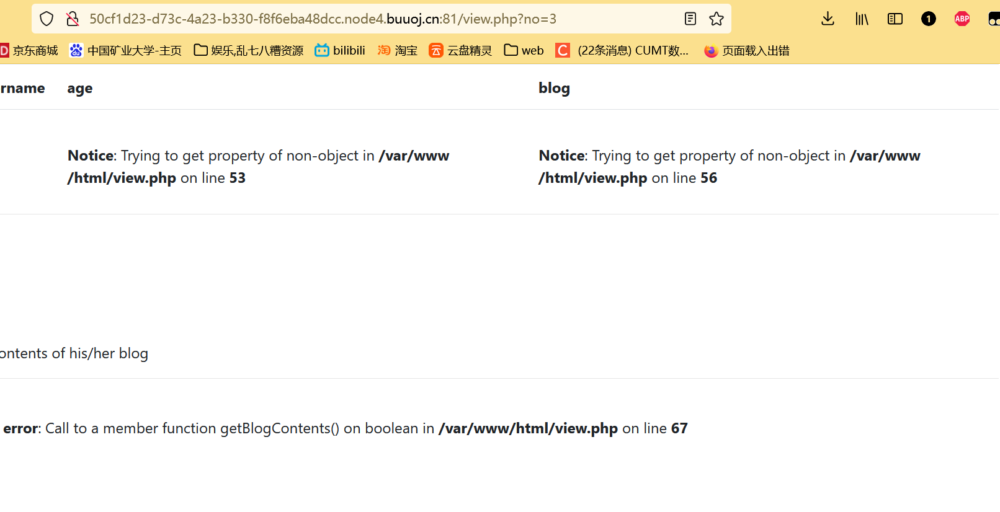 50cf1d23-d73c-4a23-b330-f8f6eba48dcc.node4.buuoj.cn:81/view.php?no=3
1
ABP
D 京东商城 du 中国矿业大学-主页 娱乐,乱七八糟资源 bilibili 淘 淘宝 云 云盘精灵 web C (22条消息) CUMT数... 页面载入出错
rname age blog
Notice: Trying to get property of non-object in /var/www
/html/view.php on line 53
Notice: Trying to get property of non-object in /var/www
/html/view.php on line 56
ontents of his/her blog
error: Call to a member function getBlogContents() on boolean in /var/www/html/view.php on line 67